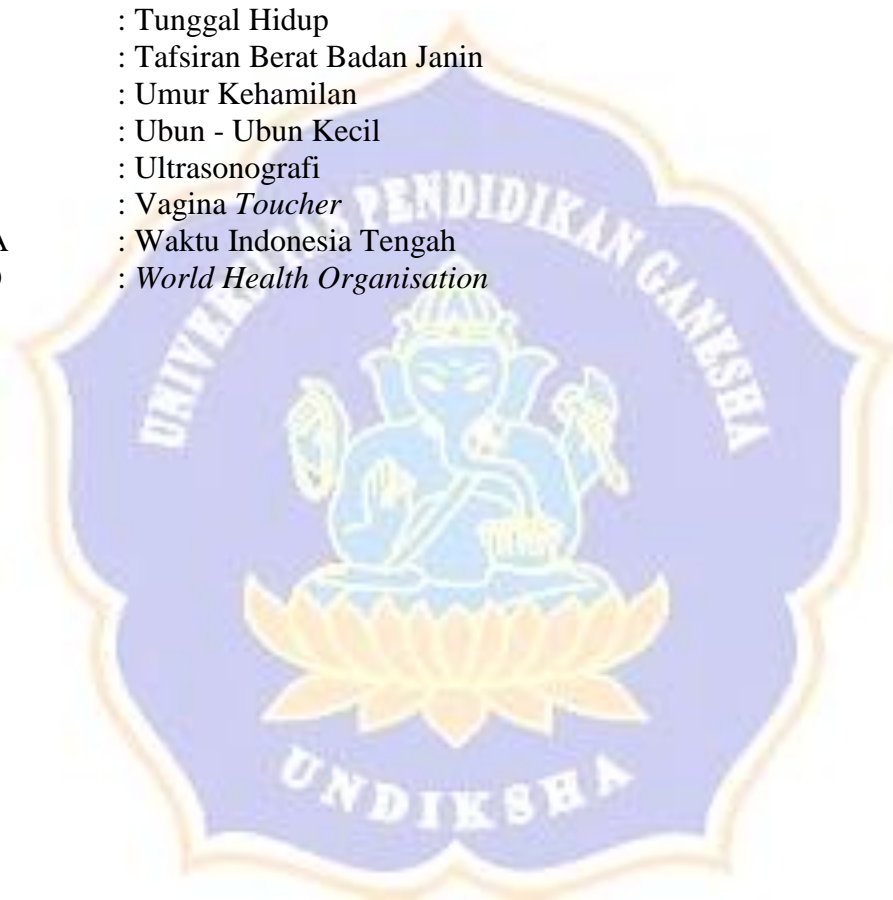 : Tunggal Hidup
: Tafsiran Berat Badan Janin
: Umur Kehamilan
: Ubun - Ubun Kecil
: Ultrasonografi
: Vagina Toucher
A : Waktu Indonesia Tengah
: World Health Organisation
UNIVERSITAS PENDIDIKAN GANESHA
UNDIKSHA